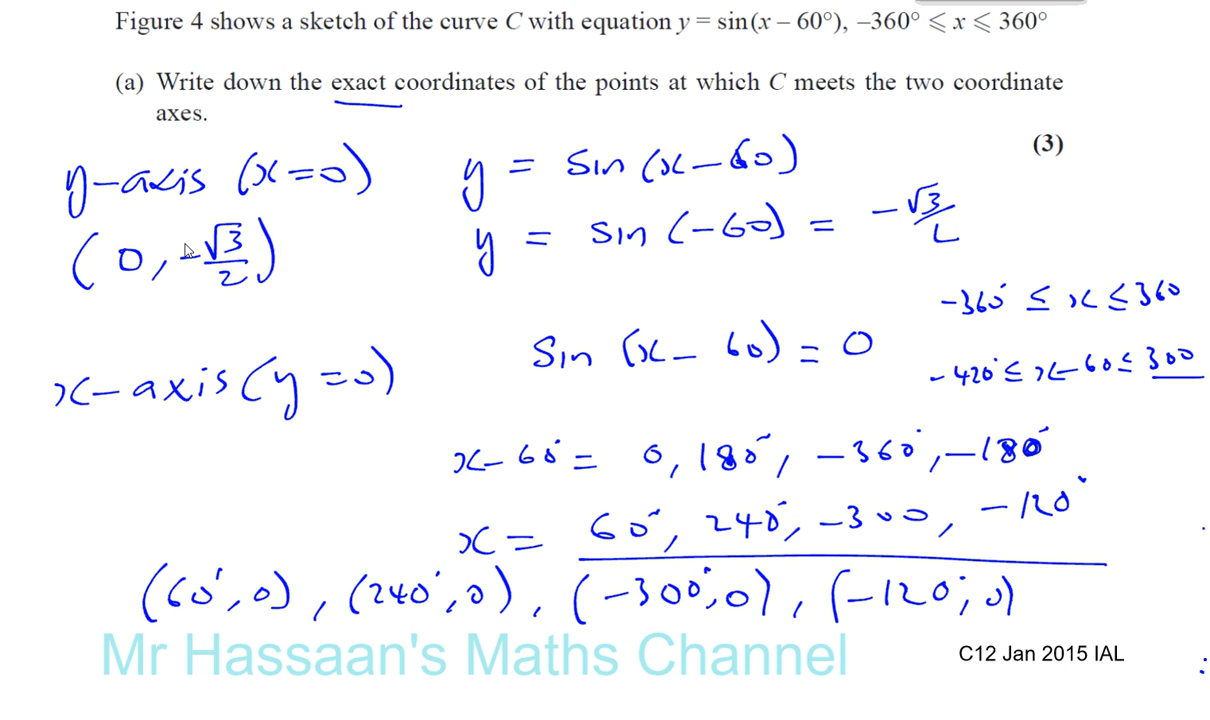 Figure 4 shows a sketch of the curve C with equation y = sin(x – 60°), –360° ⩽ x ⩽ 360°
(a) Write down the exact coordinates of the points at which C meets the two coordinate
axes.
(3)
y-axis (x=0)
y = sin (x-60)
(0, -√3/2)
y = sin (-60) = -√3/2
-360° ≤ x ≤ 360
sin (x- 60) = 0
x-axis (y=0)
-420° ≤ x-60 ≤ 300
x-60° = 0, 180°, -360°, -180°
x = 60°, 240°, -300, -120°
(60°, 0), (240°, 0), (-300°, 0), (-120°, 0)
Mr Hassaan's Maths Channel
C12 Jan 2015 IAL